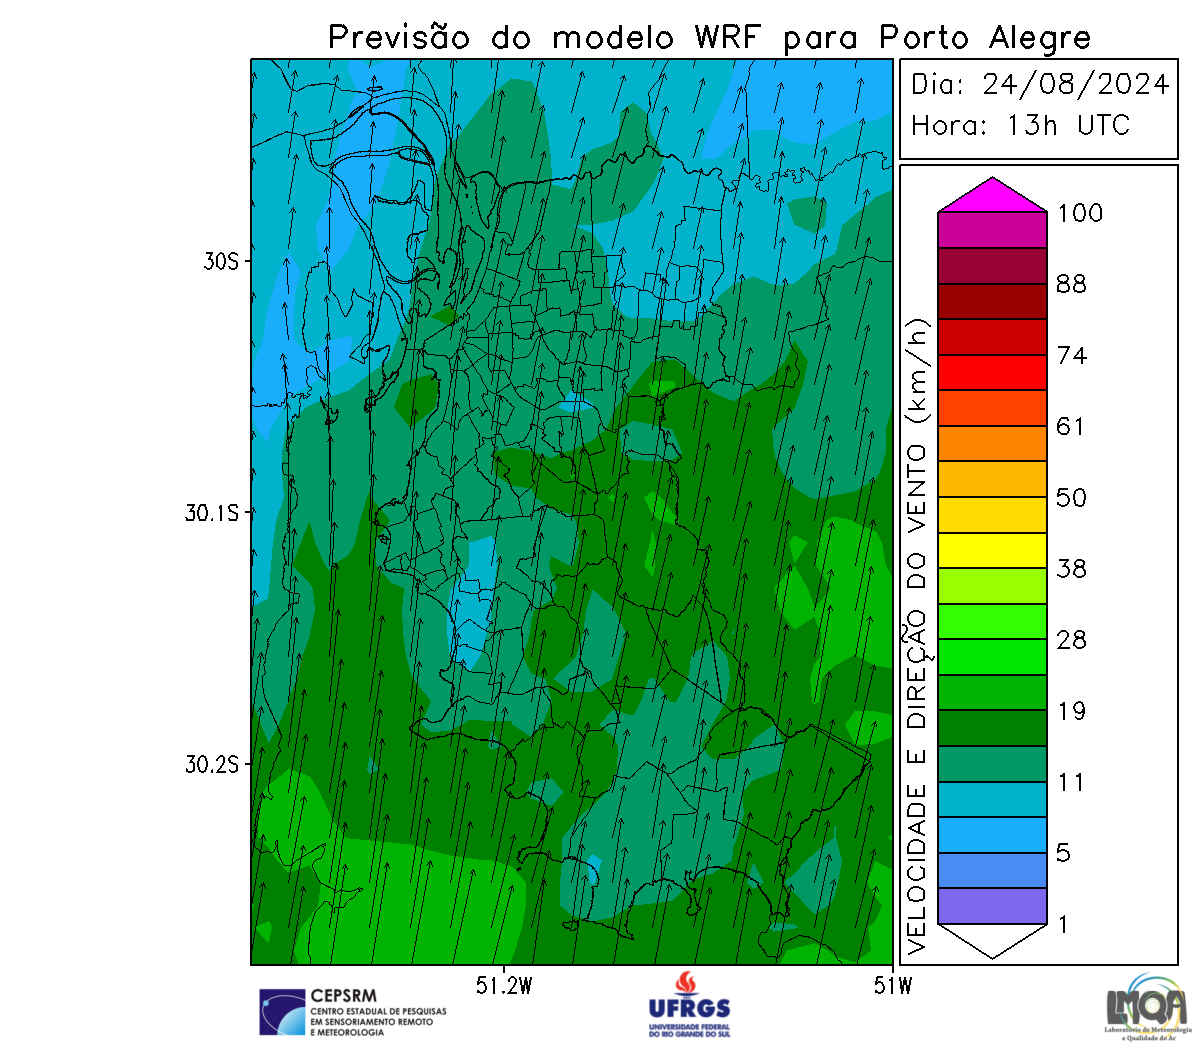 Previsão do modelo WRF para Porto Alegre
Dia: 24/08/2024
Hora: 13h UTC
30S
30.1S
30.2S
51.2W
51W
VELOCIDADE E DIREÇÃO DO VENTO (km/h)
100
88
74
61
50
38
28
19
11
5
1
CEPSRM
CENTRO ESTADUAL DE PESQUISAS
EM SENSORIAMENTO REMOTO
E METEOROLOGIA
UFRGS
UNIVERSIDADE FEDERAL
DO RIO GRANDE DO SUL
LMQA
Laboratório de Meteorologia
e Qualidade do Ar